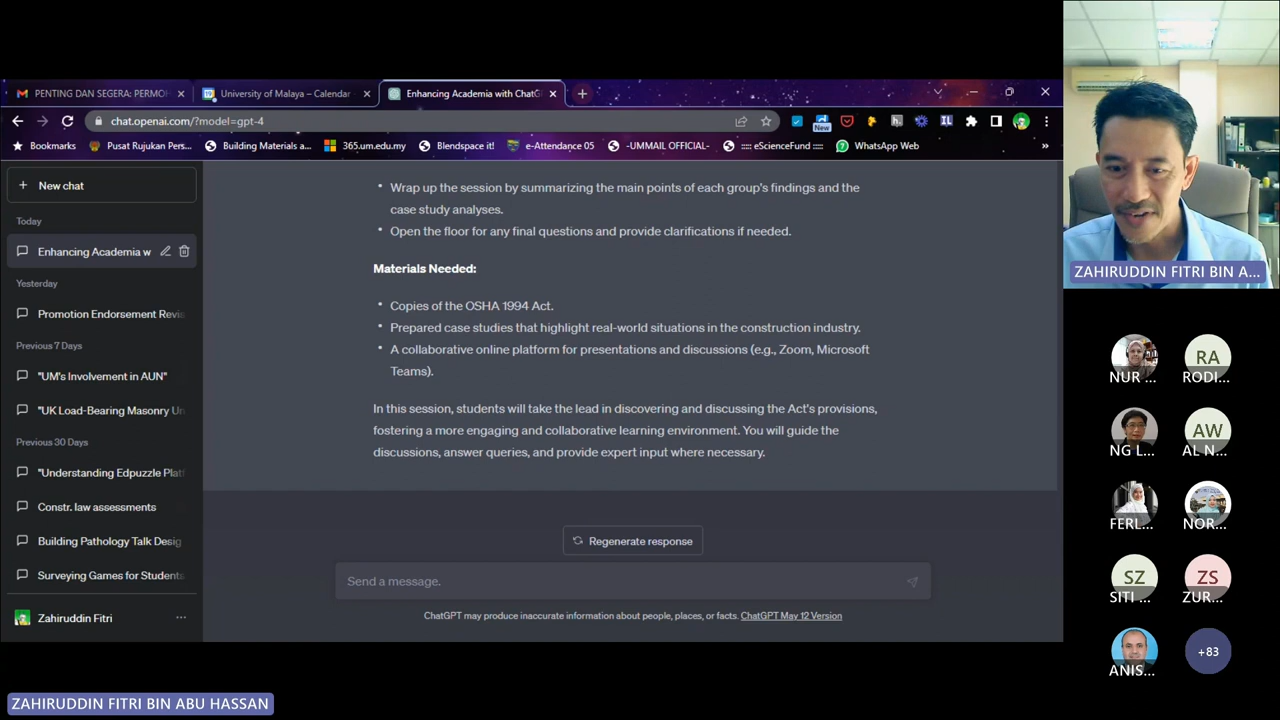 PENTING DAN SEGERA: PERMO
University of Malaya – Calendar
Enhancing Academia with ChatG
chat.openai.com/?model=gpt-4
New
Bookmarks
Pusat Rujukan Pers...
Building Materials a...
365.um.edu.my
Blendspace it!
e-Attendance 05
-UMMAIL OFFICIAL-
::::: eScienceFund ::::
WhatsApp Web
New chat
Today
Enhancing Academia w
Yesterday
Promotion Endorsement Revi
Previous 7 Days
"UM's Involvement in AUN"
"UK Load-Bearing Masonry Un
Previous 30 Days
"Understanding Edpuzzle Platf
Constr. law assessments
Building Pathology Talk Desig
Surveying Games for Students
Zahiruddin Fitri
• Wrap up the session by summarizing the main points of each group's findings and the
case study analyses.
• Open the floor for any final questions and provide clarifications if needed.
Materials Needed:
• Copies of the OSHA 1994 Act.
• Prepared case studies that highlight real-world situations in the construction industry.
• A collaborative online platform for presentations and discussions (e.g., Zoom, Microsoft
Teams).
In this session, students will take the lead in discovering and discussing the Act's provisions,
fostering a more engaging and collaborative learning environment. You will guide the
discussions, answer queries, and provide expert input where necessary.
Regenerate response
Send a message.
ChatGPT may produce inaccurate information about people, places, or facts. ChatGPT May 12 Version
ZAHIRUDDIN FITRI BIN A...
RA
NUR ...
RODI...
AW
NG L...
AL N...
FERL...
NOR...
SZ
ZS
SITI ...
ZUR...
+83
ANIS...
ZAHIRUDDIN FITRI BIN ABU HASSAN